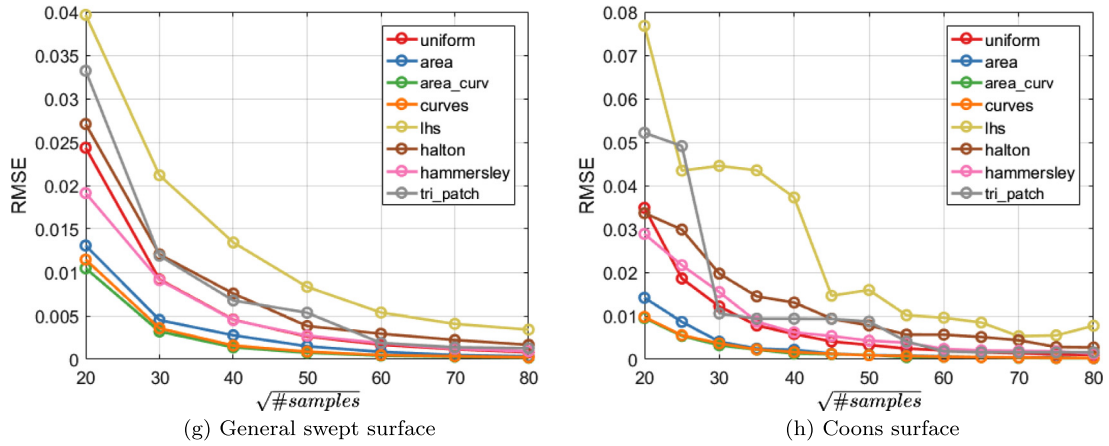 0.04
0.035
0.03
0.025
0.02
0.015
0.01
0.005
0
RMSE
uniform
area
area_curv
curves
lhs
halton
hammersley
tri_patch
20 30 40 50 60 70 80
√#samples
(g) General swept surface
0.08
0.07
0.06
0.05
0.04
0.03
0.02
0.01
0
RMSE
uniform
area
area_curv
curves
lhs
halton
hammersley
tri_patch
20 30 40 50 60 70 80
√#samples
(h) Coons surface